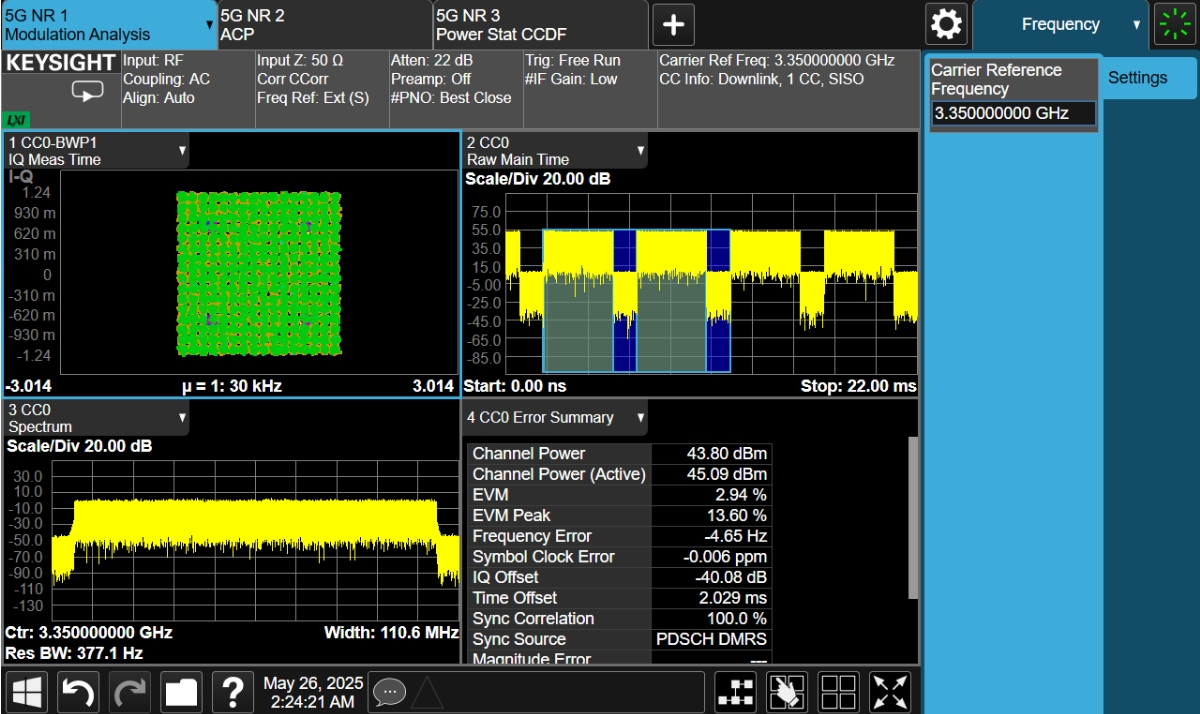 5G NR 1
Modulation Analysis
5G NR 2
ACP
5G NR 3
Power Stat CCDF
Frequency
KEYSIGHT
LXI
Input: RF
Coupling: AC
Align: Auto
Input Z: 50 Ω
Corr CCorr
Freq Ref: Ext (S)
Atten: 22 dB
Preamp: Off
#PNO: Best Close
Trig: Free Run
#IF Gain: Low
Carrier Ref Freq: 3.350000000 GHz
CC Info: Downlink, 1 CC, SISO
Carrier Reference
Frequency
3.350000000 GHz
Settings
1 CC0-BWP1
IQ Meas Time
I-Q
1.24
930 m
620 m
310 m
0
-310 m
-620 m
-930 m
-1.24
-3.014
μ = 1: 30 kHz
3.014
2 CC0
Raw Main Time
Scale/Div 20.00 dB
75.0
55.0
35.0
15.0
-5.00
-25.0
-45.0
-65.0
-85.0
Start: 0.00 ns
Stop: 22.00 ms
3 CC0
Spectrum
Scale/Div 20.00 dB
30.0
10.0
-10.0
-30.0
-50.0
-70.0
-90.0
-110
-130
Ctr: 3.350000000 GHz
Width: 110.6 MHz
Res BW: 377.1 Hz
4 CC0 Error Summary
Channel Power 43.80 dBm
Channel Power (Active) 45.09 dBm
EVM 2.94 %
EVM Peak 13.60 %
Frequency Error -4.65 Hz
Symbol Clock Error -0.006 ppm
IQ Offset -40.08 dB
Time Offset 2.029 ms
Sync Correlation 100.0 %
Sync Source PDSCH DMRS
Magnitude Error ---
May 26, 2025
2:24:21 AM